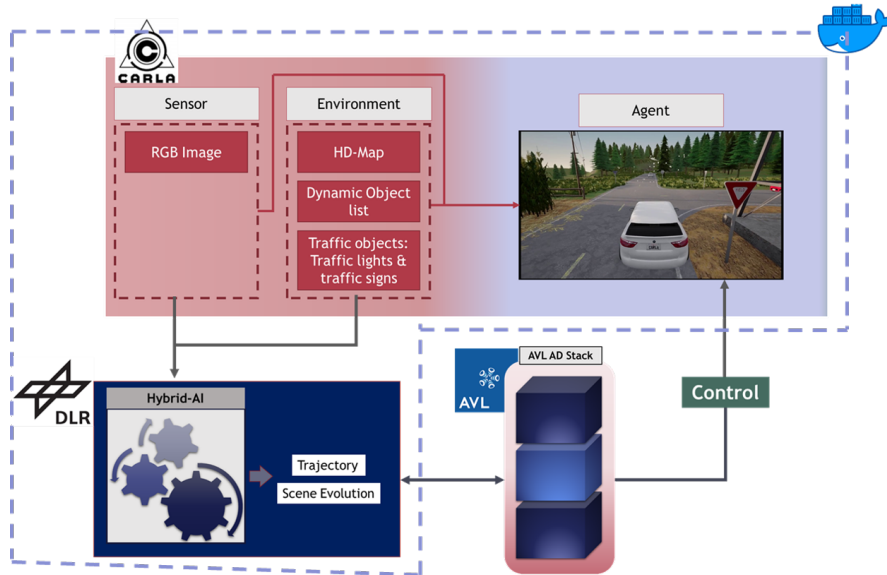 CARLA
Sensor
Environment
Agent
RGB Image
HD-Map
Dynamic Object
list
Traffic objects:
Traffic lights &
traffic signs
DLR
Hybrid-AI
Trajectory
Scene Evolution
AVL AD Stack
AVL
Control